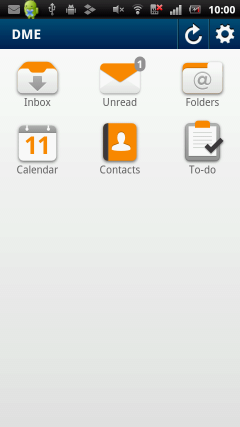 10:00
DME
1
Inbox
Unread
Folders
11
Calendar
Contacts
To-do